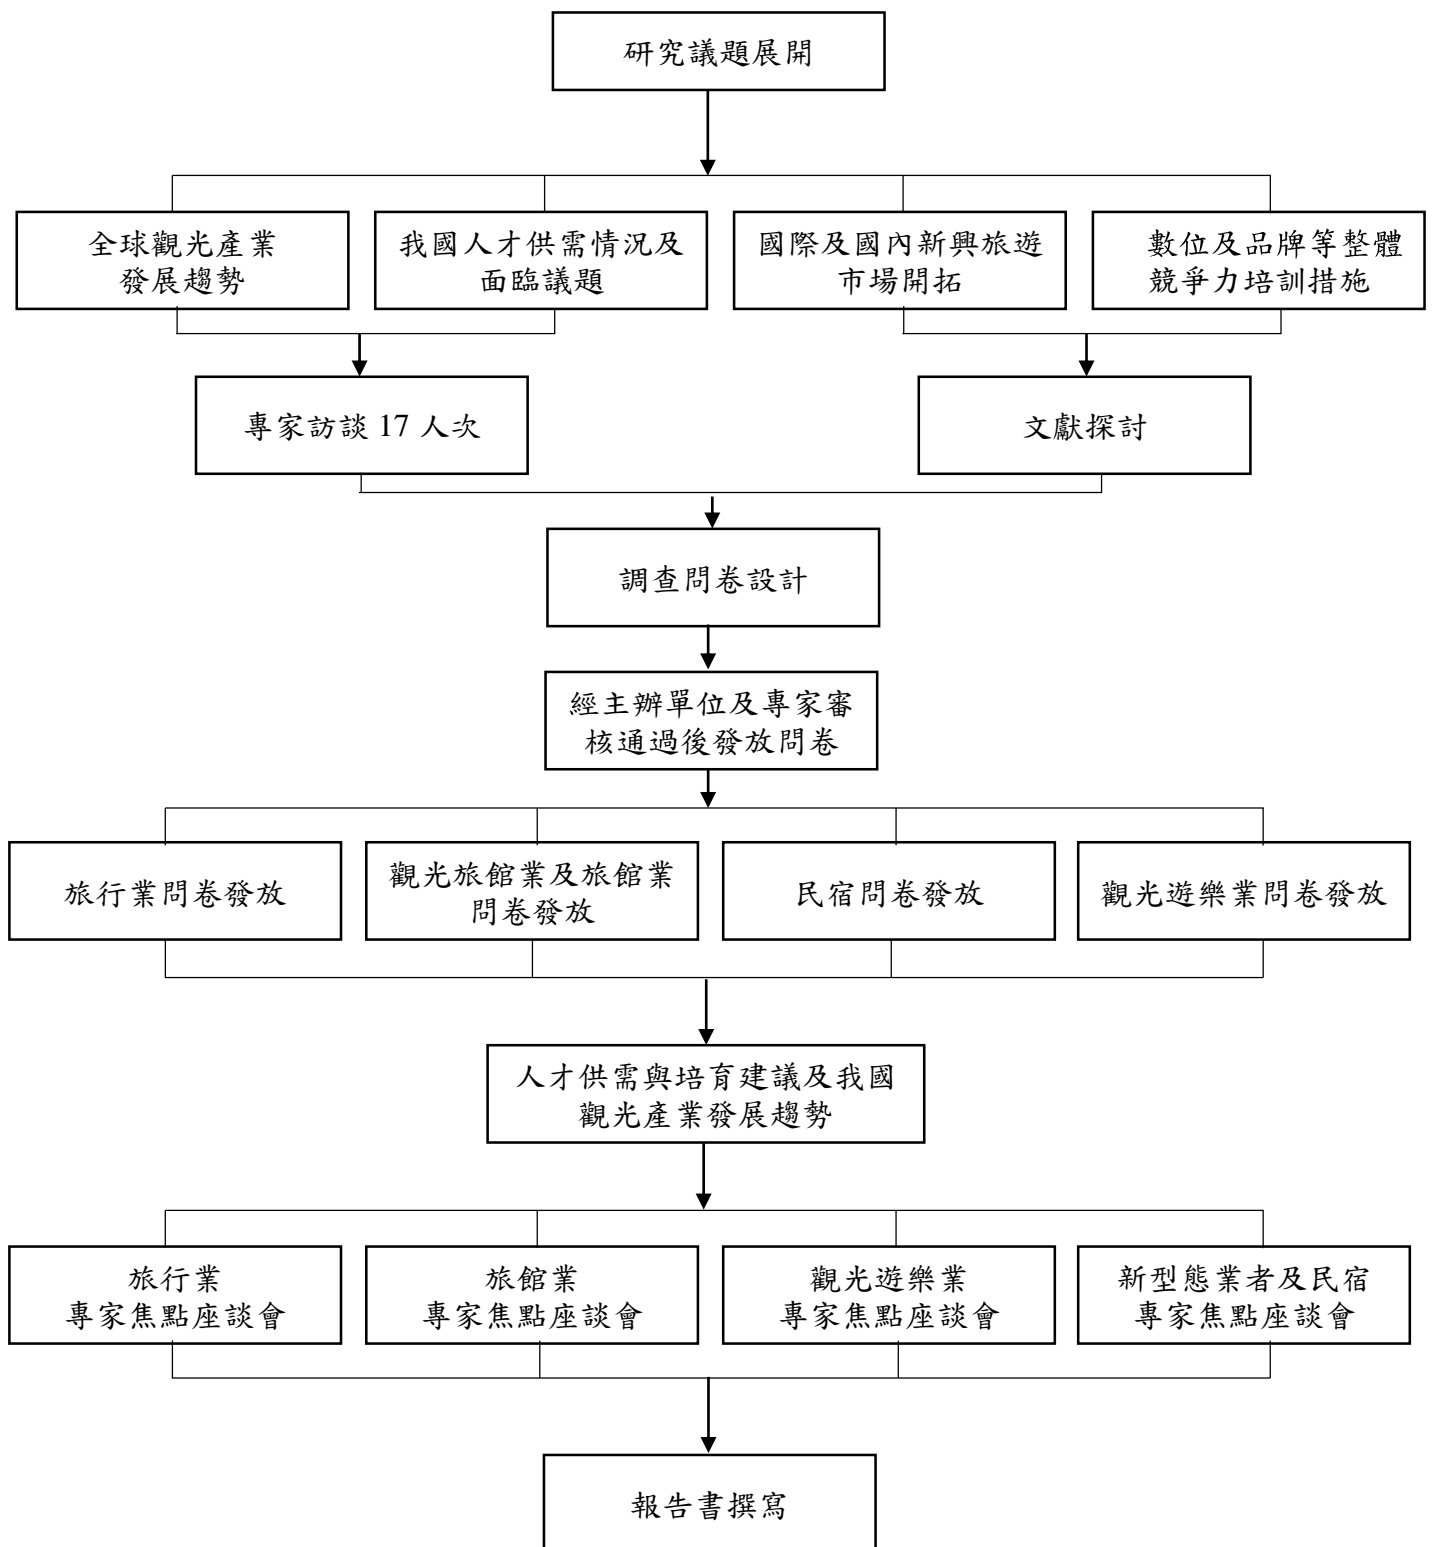 研究議題展開
全球觀光產業
發展趨勢
我國人才供需情況及
面臨議題
國際及國內新興旅遊
市場開拓
數位及品牌等整體
競爭力培訓措施
專家訪談 17 人次
文獻探討
調查問卷設計
經主辦單位及專家審
核通過後發放問卷
旅行業問卷發放
觀光旅館業及旅館業
問卷發放
民宿問卷發放
觀光遊樂業問卷發放
人才供需與培育建議及我國
觀光產業發展趨勢
旅行業
專家焦點座談會
旅館業
專家焦點座談會
觀光遊樂業
專家焦點座談會
新型態業者及民宿
專家焦點座談會
報告書撰寫